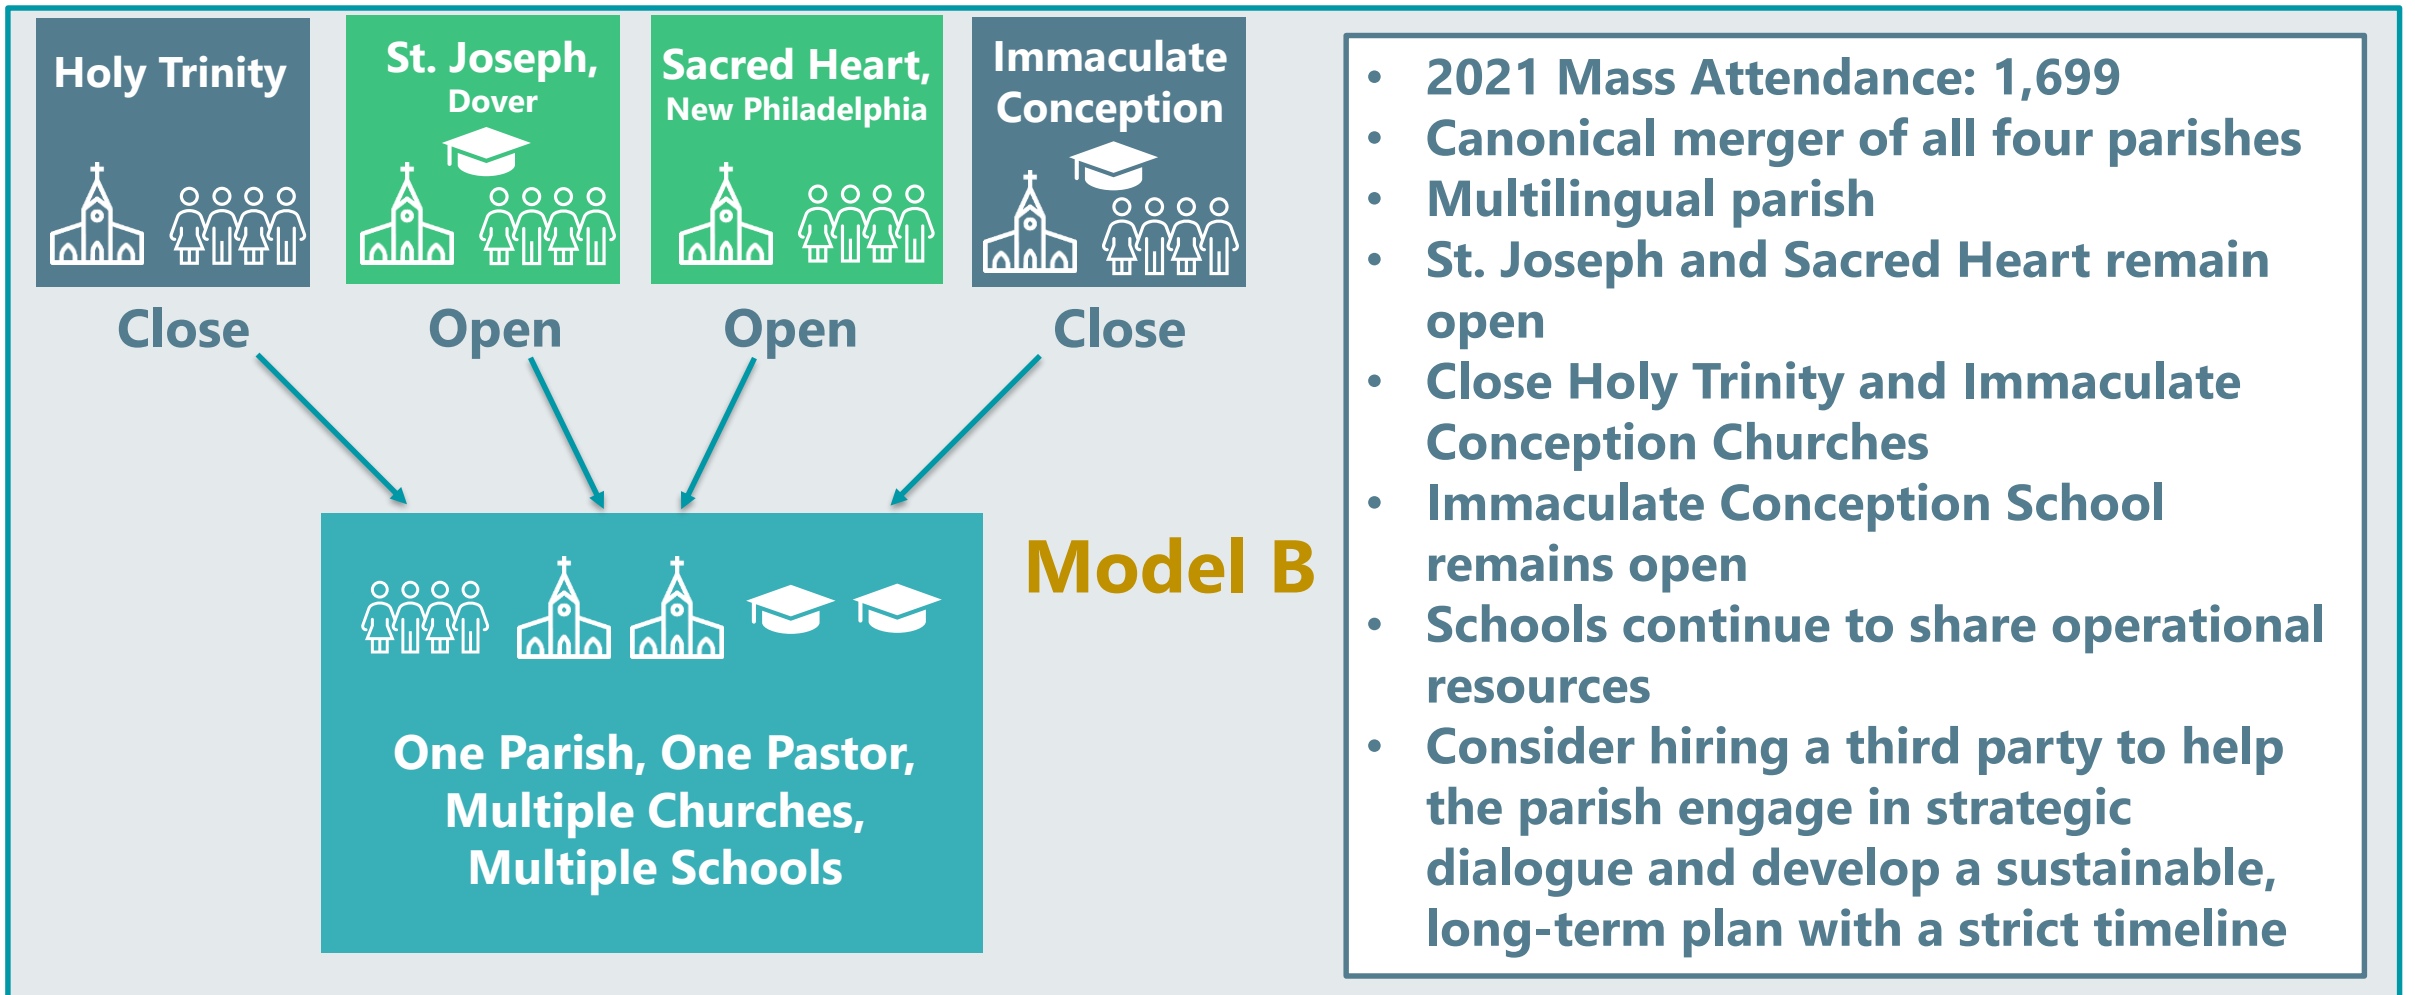 Holy Trinity
St. Joseph,
Dover
Sacred Heart,
New Philadelphia
Immaculate
Conception
Close
Open
Open
Close
One Parish, One Pastor,
Multiple Churches,
Multiple Schools
Model B
• 2021 Mass Attendance: 1,699
• Canonical merger of all four parishes
• Multilingual parish
• St. Joseph and Sacred Heart remain
open
• Close Holy Trinity and Immaculate
Conception Churches
• Immaculate Conception School
remains open
• Schools continue to share operational
resources
• Consider hiring a third party to help
the parish engage in strategic
dialogue and develop a sustainable,
long-term plan with a strict timeline